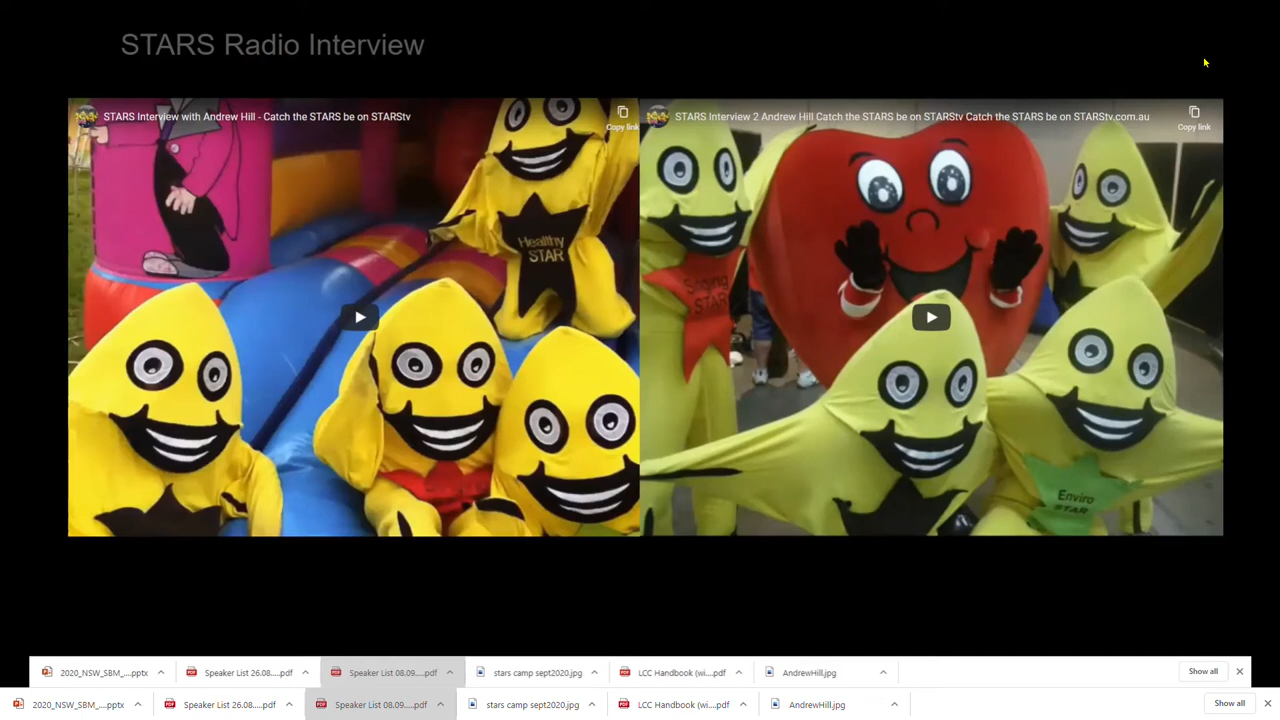 STARS Radio Interview
STARS Interview with Andrew Hill - Catch the STARS be on STARStv
Copy link
STARS Interview 2 Andrew Hill Catch the STARS be on STARStv Catch the STARS be on STARStv.com.au
Copy link
Healthy
STAR
Singing
STAR
Enviro
STAR
2020_NSW_SBM_....pptx
Speaker List 26.08.....pdf
Speaker List 08.09.....pdf
stars camp sept2020.jpg
LCC Handbook (wi....pdf
AndrewHill.jpg
Show all
2020_NSW_SBM_....pptx
Speaker List 26.08.....pdf
Speaker List 08.09.....pdf
stars camp sept2020.jpg
LCC Handbook (wi....pdf
AndrewHill.jpg
Show all